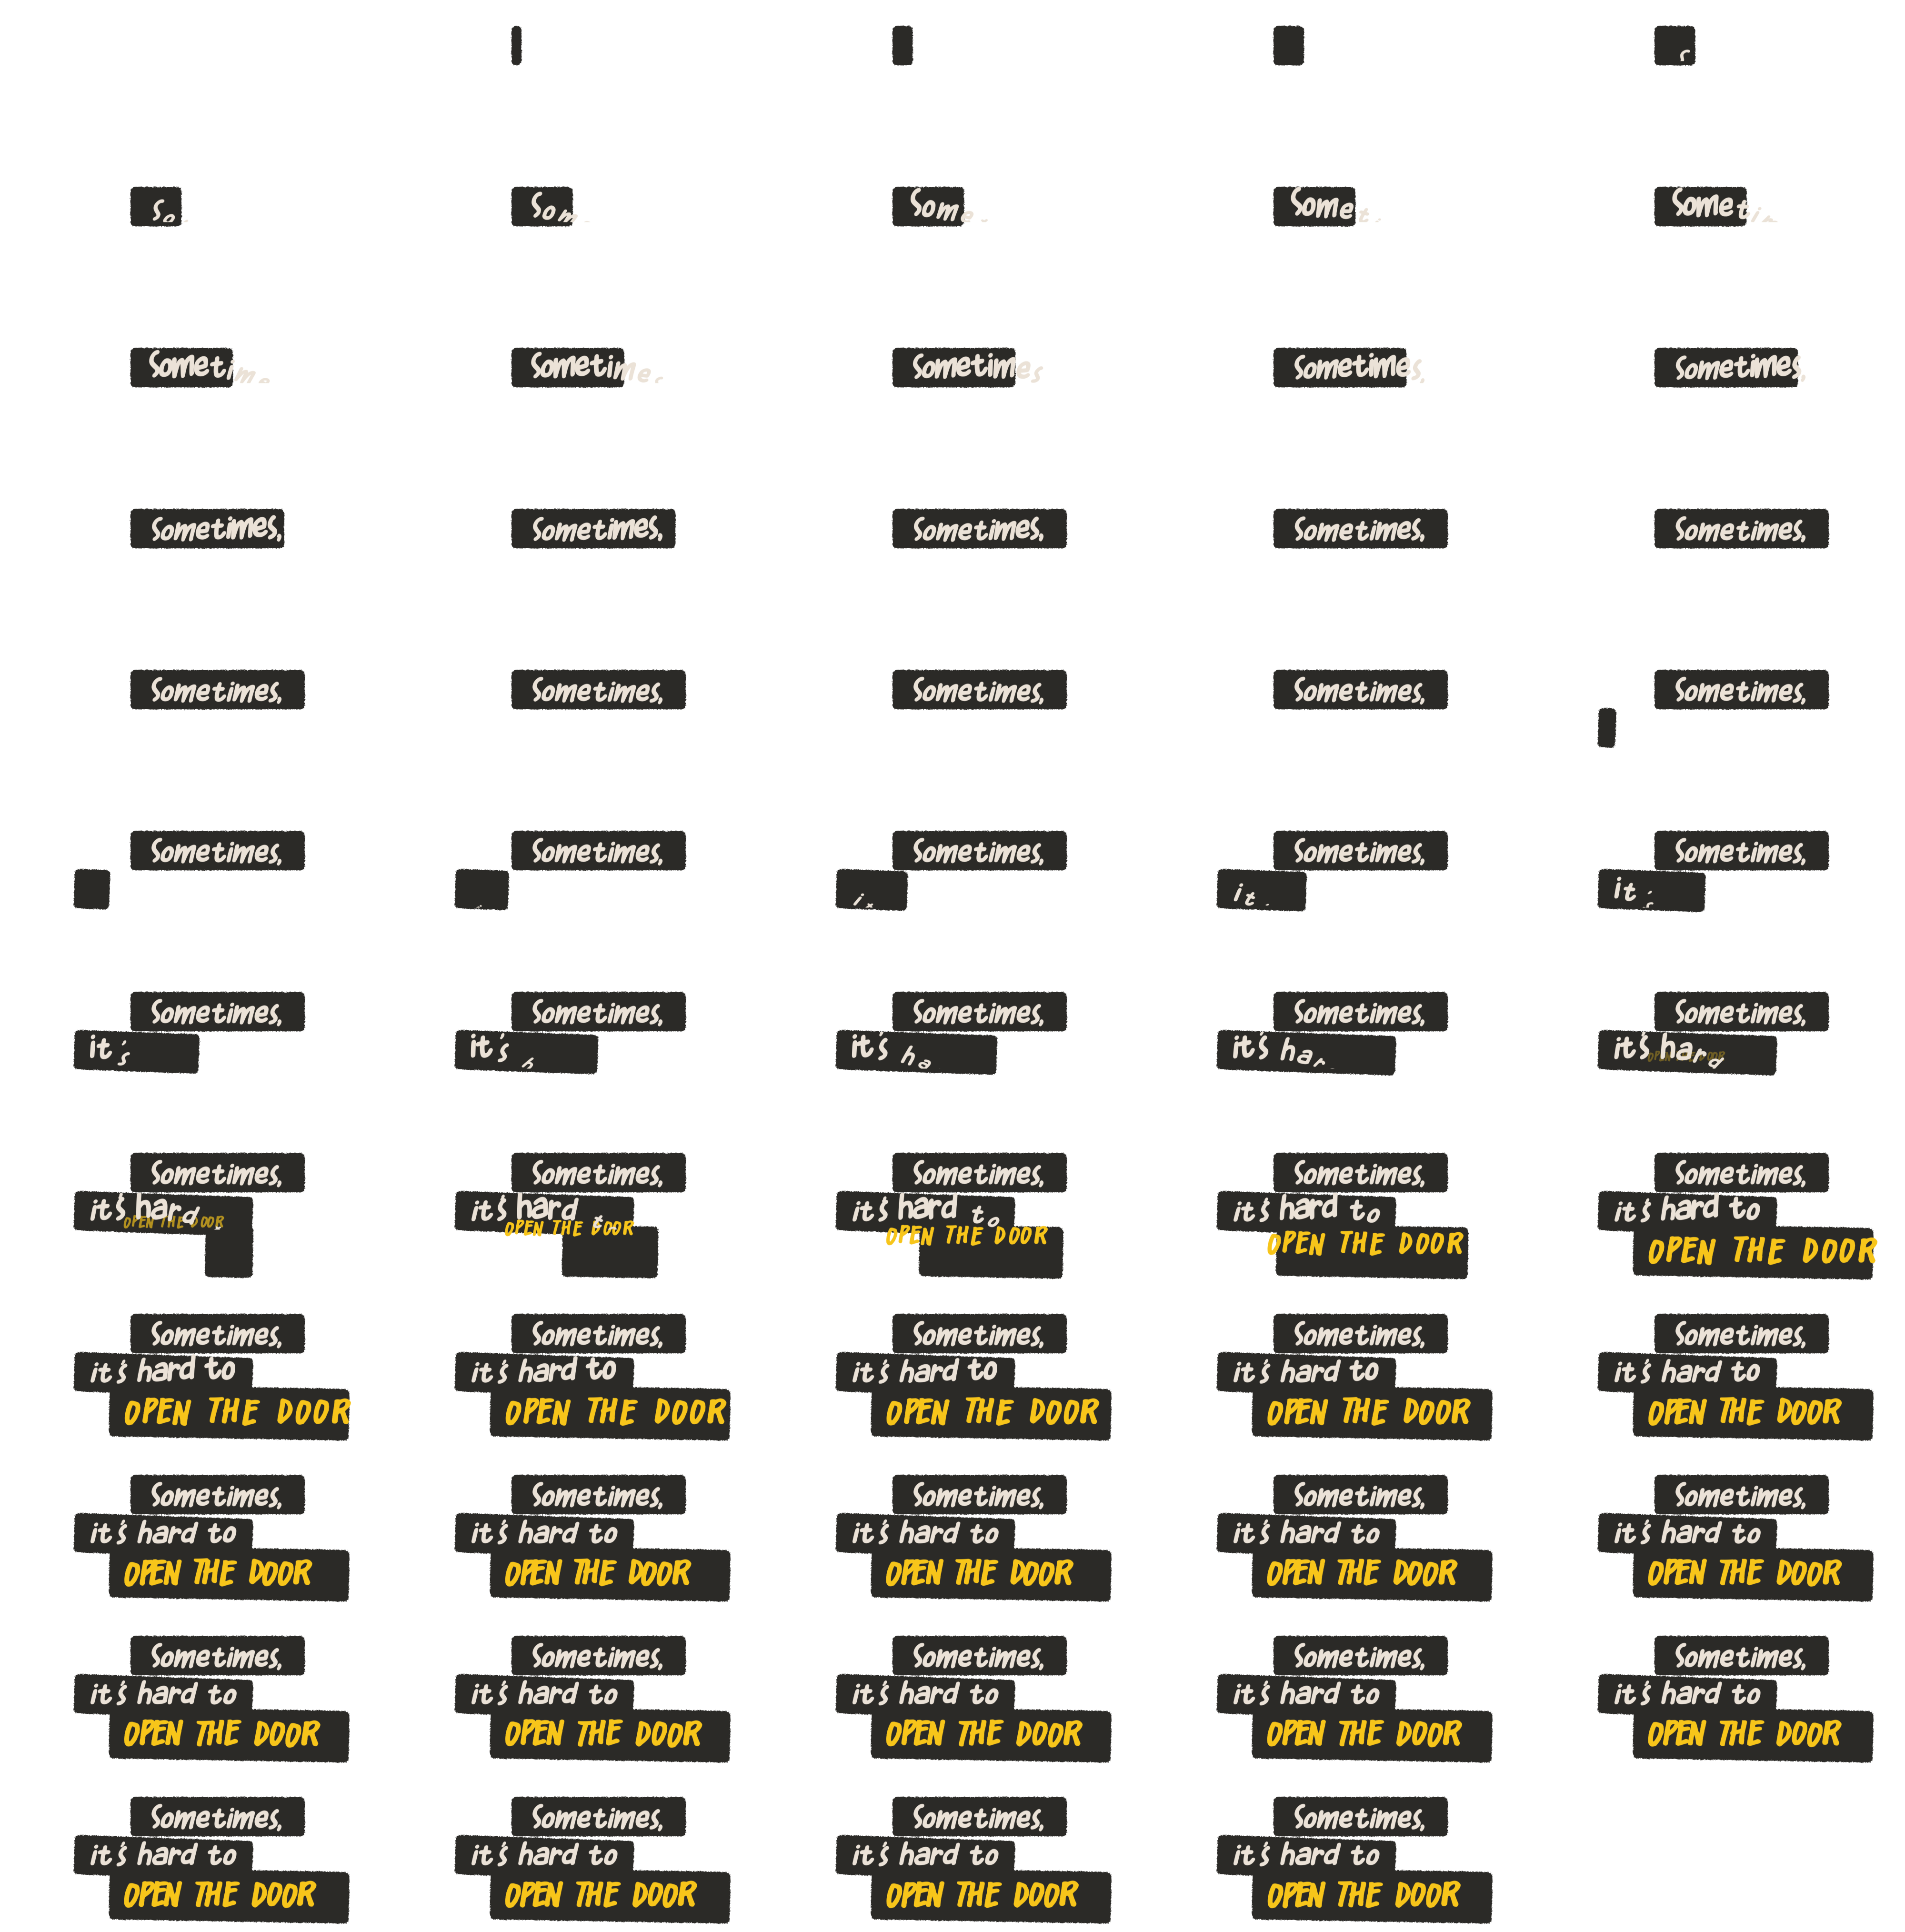 So Som Some Somet Sometin
Sometime Sometimes Sometimes Sometimes, Sometimes,
Sometimes, Sometimes, Sometimes, Sometimes, Sometimes,
Sometimes, Sometimes, Sometimes, Sometimes, Sometimes,
Sometimes, Sometimes, Sometimes, Sometimes, Sometimes,
it it it's
Sometimes, Sometimes, Sometimes, Sometimes, Sometimes,
it's it's h it's ha it's har it's hard
OPEN THE DOOR
Sometimes, Sometimes, Sometimes, Sometimes, Sometimes,
it's hard it's hard t it's hard to it's hard to it's hard to
OPEN THE DOOR OPEN THE DOOR OPEN THE DOOR OPEN THE DOOR OPEN THE DOOR
Sometimes, Sometimes, Sometimes, Sometimes, Sometimes,
it's hard to it's hard to it's hard to it's hard to it's hard to
OPEN THE DOOR OPEN THE DOOR OPEN THE DOOR OPEN THE DOOR OPEN THE DOOR
Sometimes, Sometimes, Sometimes, Sometimes, Sometimes,
it's hard to it's hard to it's hard to it's hard to it's hard to
OPEN THE DOOR OPEN THE DOOR OPEN THE DOOR OPEN THE DOOR OPEN THE DOOR
Sometimes, Sometimes, Sometimes, Sometimes, Sometimes,
it's hard to it's hard to it's hard to it's hard to it's hard to
OPEN THE DOOR OPEN THE DOOR OPEN THE DOOR OPEN THE DOOR OPEN THE DOOR
Sometimes, Sometimes, Sometimes, Sometimes,
it's hard to it's hard to it's hard to it's hard to
OPEN THE DOOR OPEN THE DOOR OPEN THE DOOR OPEN THE DOOR